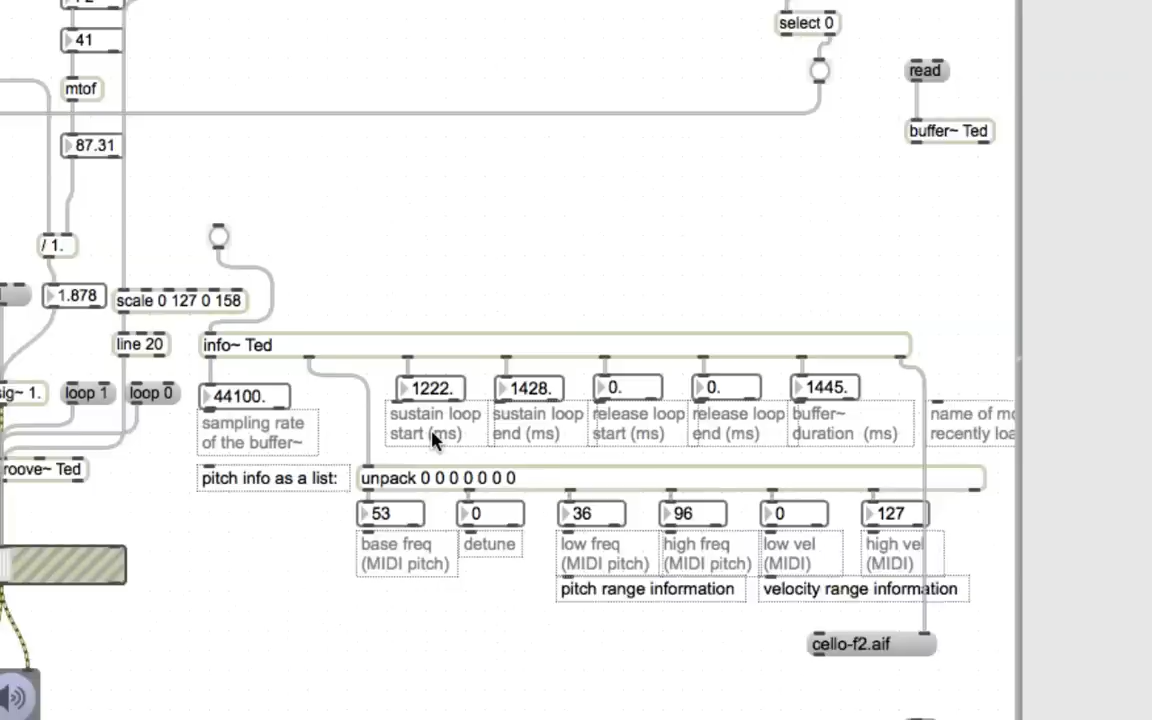 select 0
41
read
mtof
buffer~ Ted
87.31
/ 1.
1.878
scale 0 127 0 158
line 20
info~ Ted
sig~ 1.
loop 1
loop 0
44100.
1222.
1428.
0.
0.
1445.
sampling rate
of the buffer~
sustain loop
start (ms)
sustain loop
end (ms)
release loop
start (ms)
release loop
end (ms)
buffer~
duration (ms)
name of
recently
roove~ Ted
pitch info as a list:
unpack 0 0 0 0 0 0 0
53
0
36
96
0
127
base freq
(MIDI pitch)
detune
low freq
(MIDI pitch)
high freq
(MIDI pitch)
low vel
(MIDI)
high vel
(MIDI)
pitch range information
velocity range information
cello-f2.aif